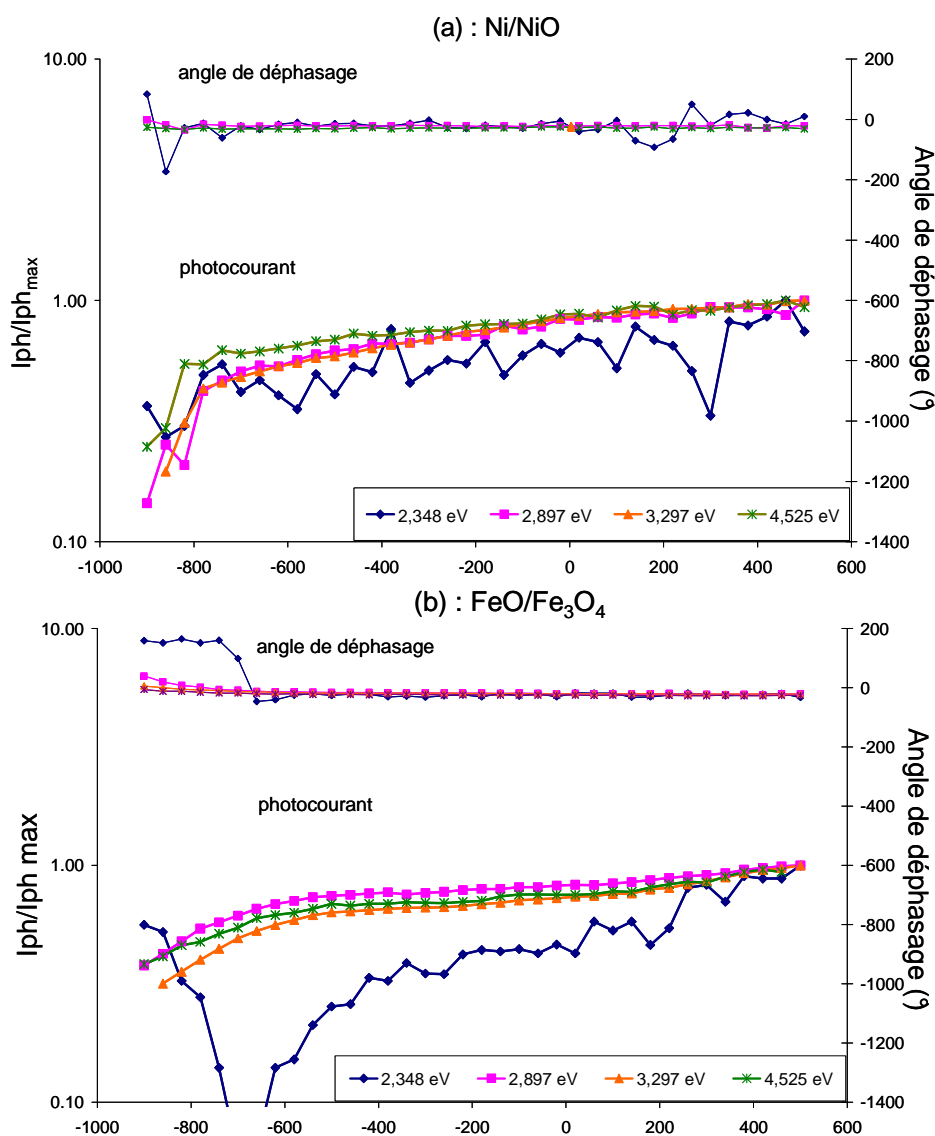 (a) : Ni/NiO
10.00
1.00
0.10
Iph/Iphmax
angle de déphasage
photocourant
200
0
-200
-400
-600
-800
-1000
-1200
-1400
Angle de déphasage (°)
2,348 eV 2,897 eV 3,297 eV 4,525 eV
-1000 -800 -600 -400 -200 0 200 400 600
(b) : FeO/Fe3O4
10.00
1.00
0.10
Iph/Iph max
angle de déphasage
photocourant
200
0
-200
-400
-600
-800
-1000
-1200
-1400
Angle de déphasage (°)
2,348 eV 2,897 eV 3,297 eV 4,525 eV
-1000 -800 -600 -400 -200 0 200 400 600